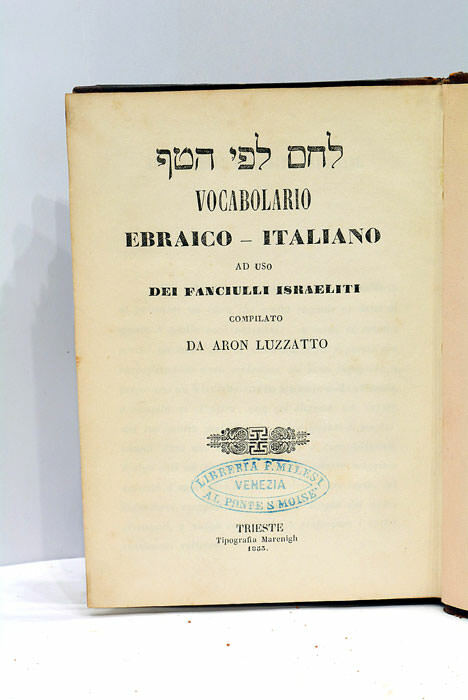 לחם לפי הטף
VOCABOLARIO
EBRAICO – ITALIANO
AD USO
DEI FANCIULLI ISRAELITI
COMPILATO
DA ARON LUZZATTO
LIBRERIA P. MILESI
VENEZIA
AL PONTE S. MOISE'
TRIESTE
Tipografia Marenigh
1853.